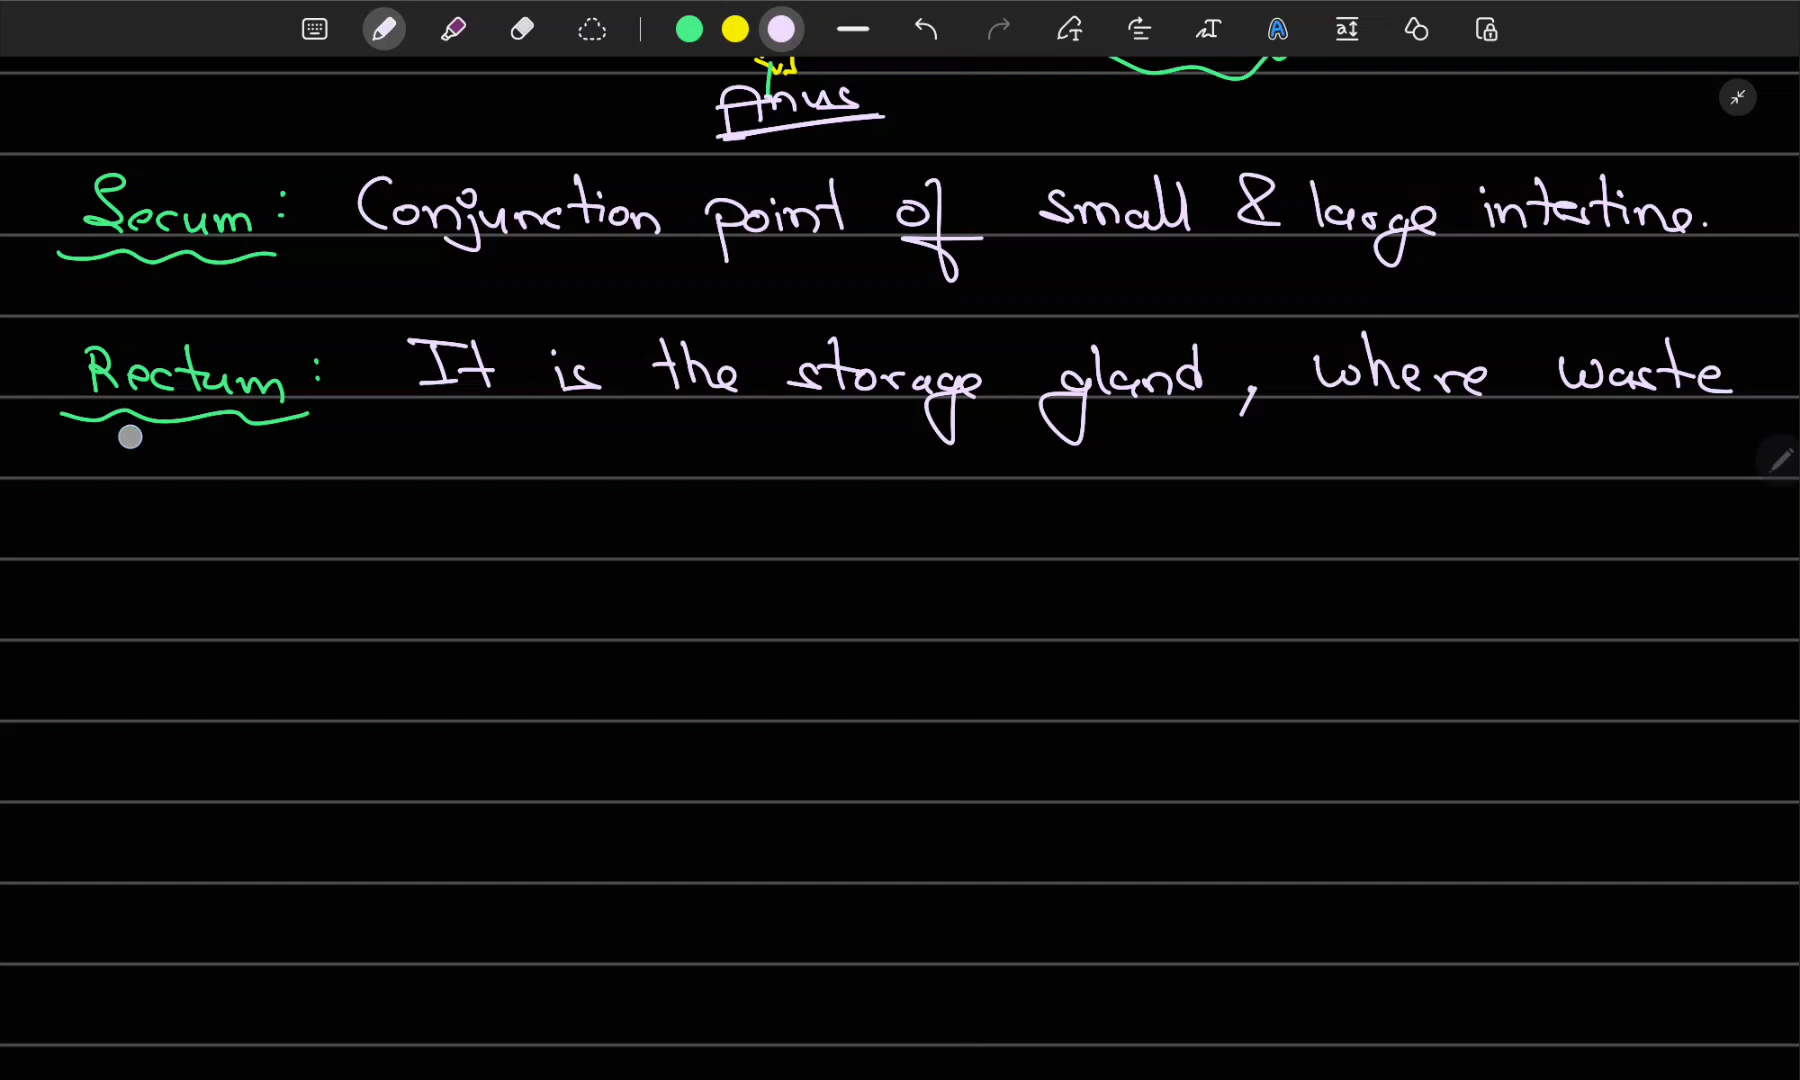 Anus
Secum: Conjunction point of small & large intestine.
Rectum: It is the storage gland, where waste